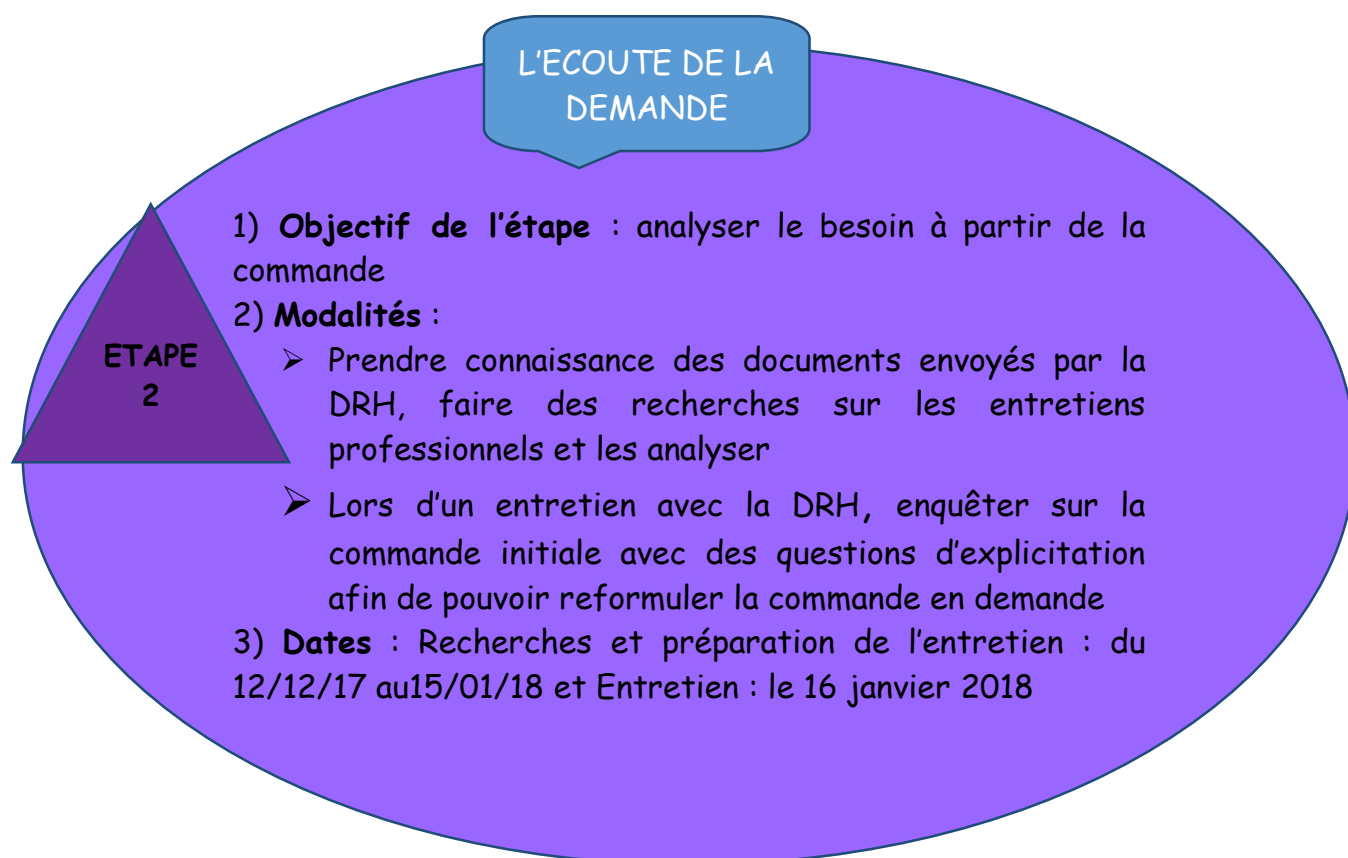 L'ECOUTE DE LA
DEMANDE
1) Objectif de l'étape : analyser le besoin à partir de la
commande
2) Modalités :
➢ Prendre connaissance des documents envoyés par la
DRH, faire des recherches sur les entretiens
professionnels et les analyser
➢ Lors d'un entretien avec la DRH, enquêter sur la
commande initiale avec des questions d'explicitation
afin de pouvoir reformuler la commande en demande
3) Dates : Recherches et préparation de l'entretien : du
12/12/17 au15/01/18 et Entretien : le 16 janvier 2018
ETAPE
2